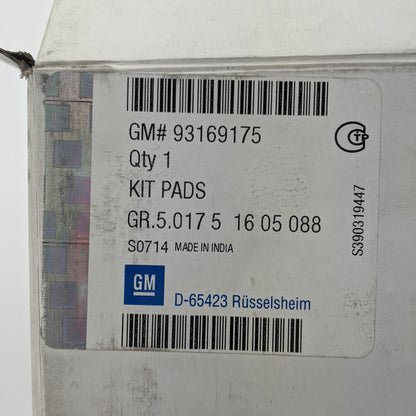 GM# 93169175
Qty 1
KIT PADS
GR.5.017 5 16 05 088
S0714 MADE IN INDIA
GM
D-65423 Rüsselsheim
S390319447